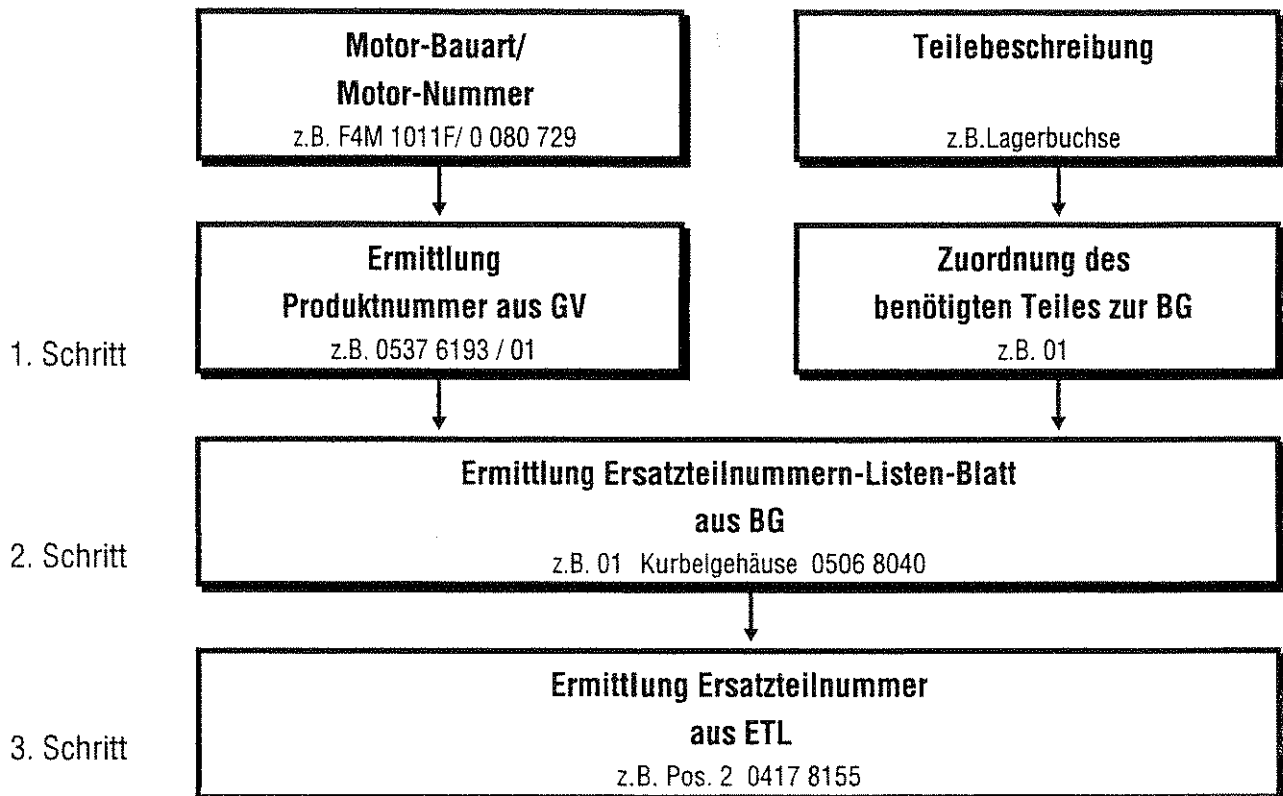 Motor-Bauart/
Motor-Nummer
z.B. F4M 1011F/ 0 080 729
Teilebeschreibung
z.B.Lagerbuchse
1. Schritt
Ermittlung
Produktnummer aus GV
z.B. 0537 6193 / 01
Zuordnung des
benötigten Teiles zur BG
z.B. 01
2. Schritt
Ermittlung Ersatzteilnummern-Listen-Blatt
aus BG
z.B. 01 Kurbelgehäuse 0506 8040
3. Schritt
Ermittlung Ersatzteilnummer
aus ETL
z.B. Pos. 2 0417 8155